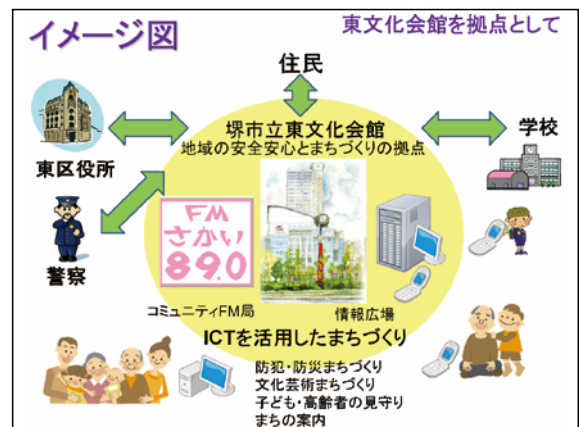 イメージ図
東文化会館を拠点として
住民
堺市立東文化会館
地域の安全安心とまちづくりの拠点
東区役所
学校
警察
FM
さかい
89.0
コミュニティFM局
情報広場
ICTを活用したまちづくり
防犯・防災まちづくり
文化芸術まちづくり
子ども・高齢者の見守り
まちの案内